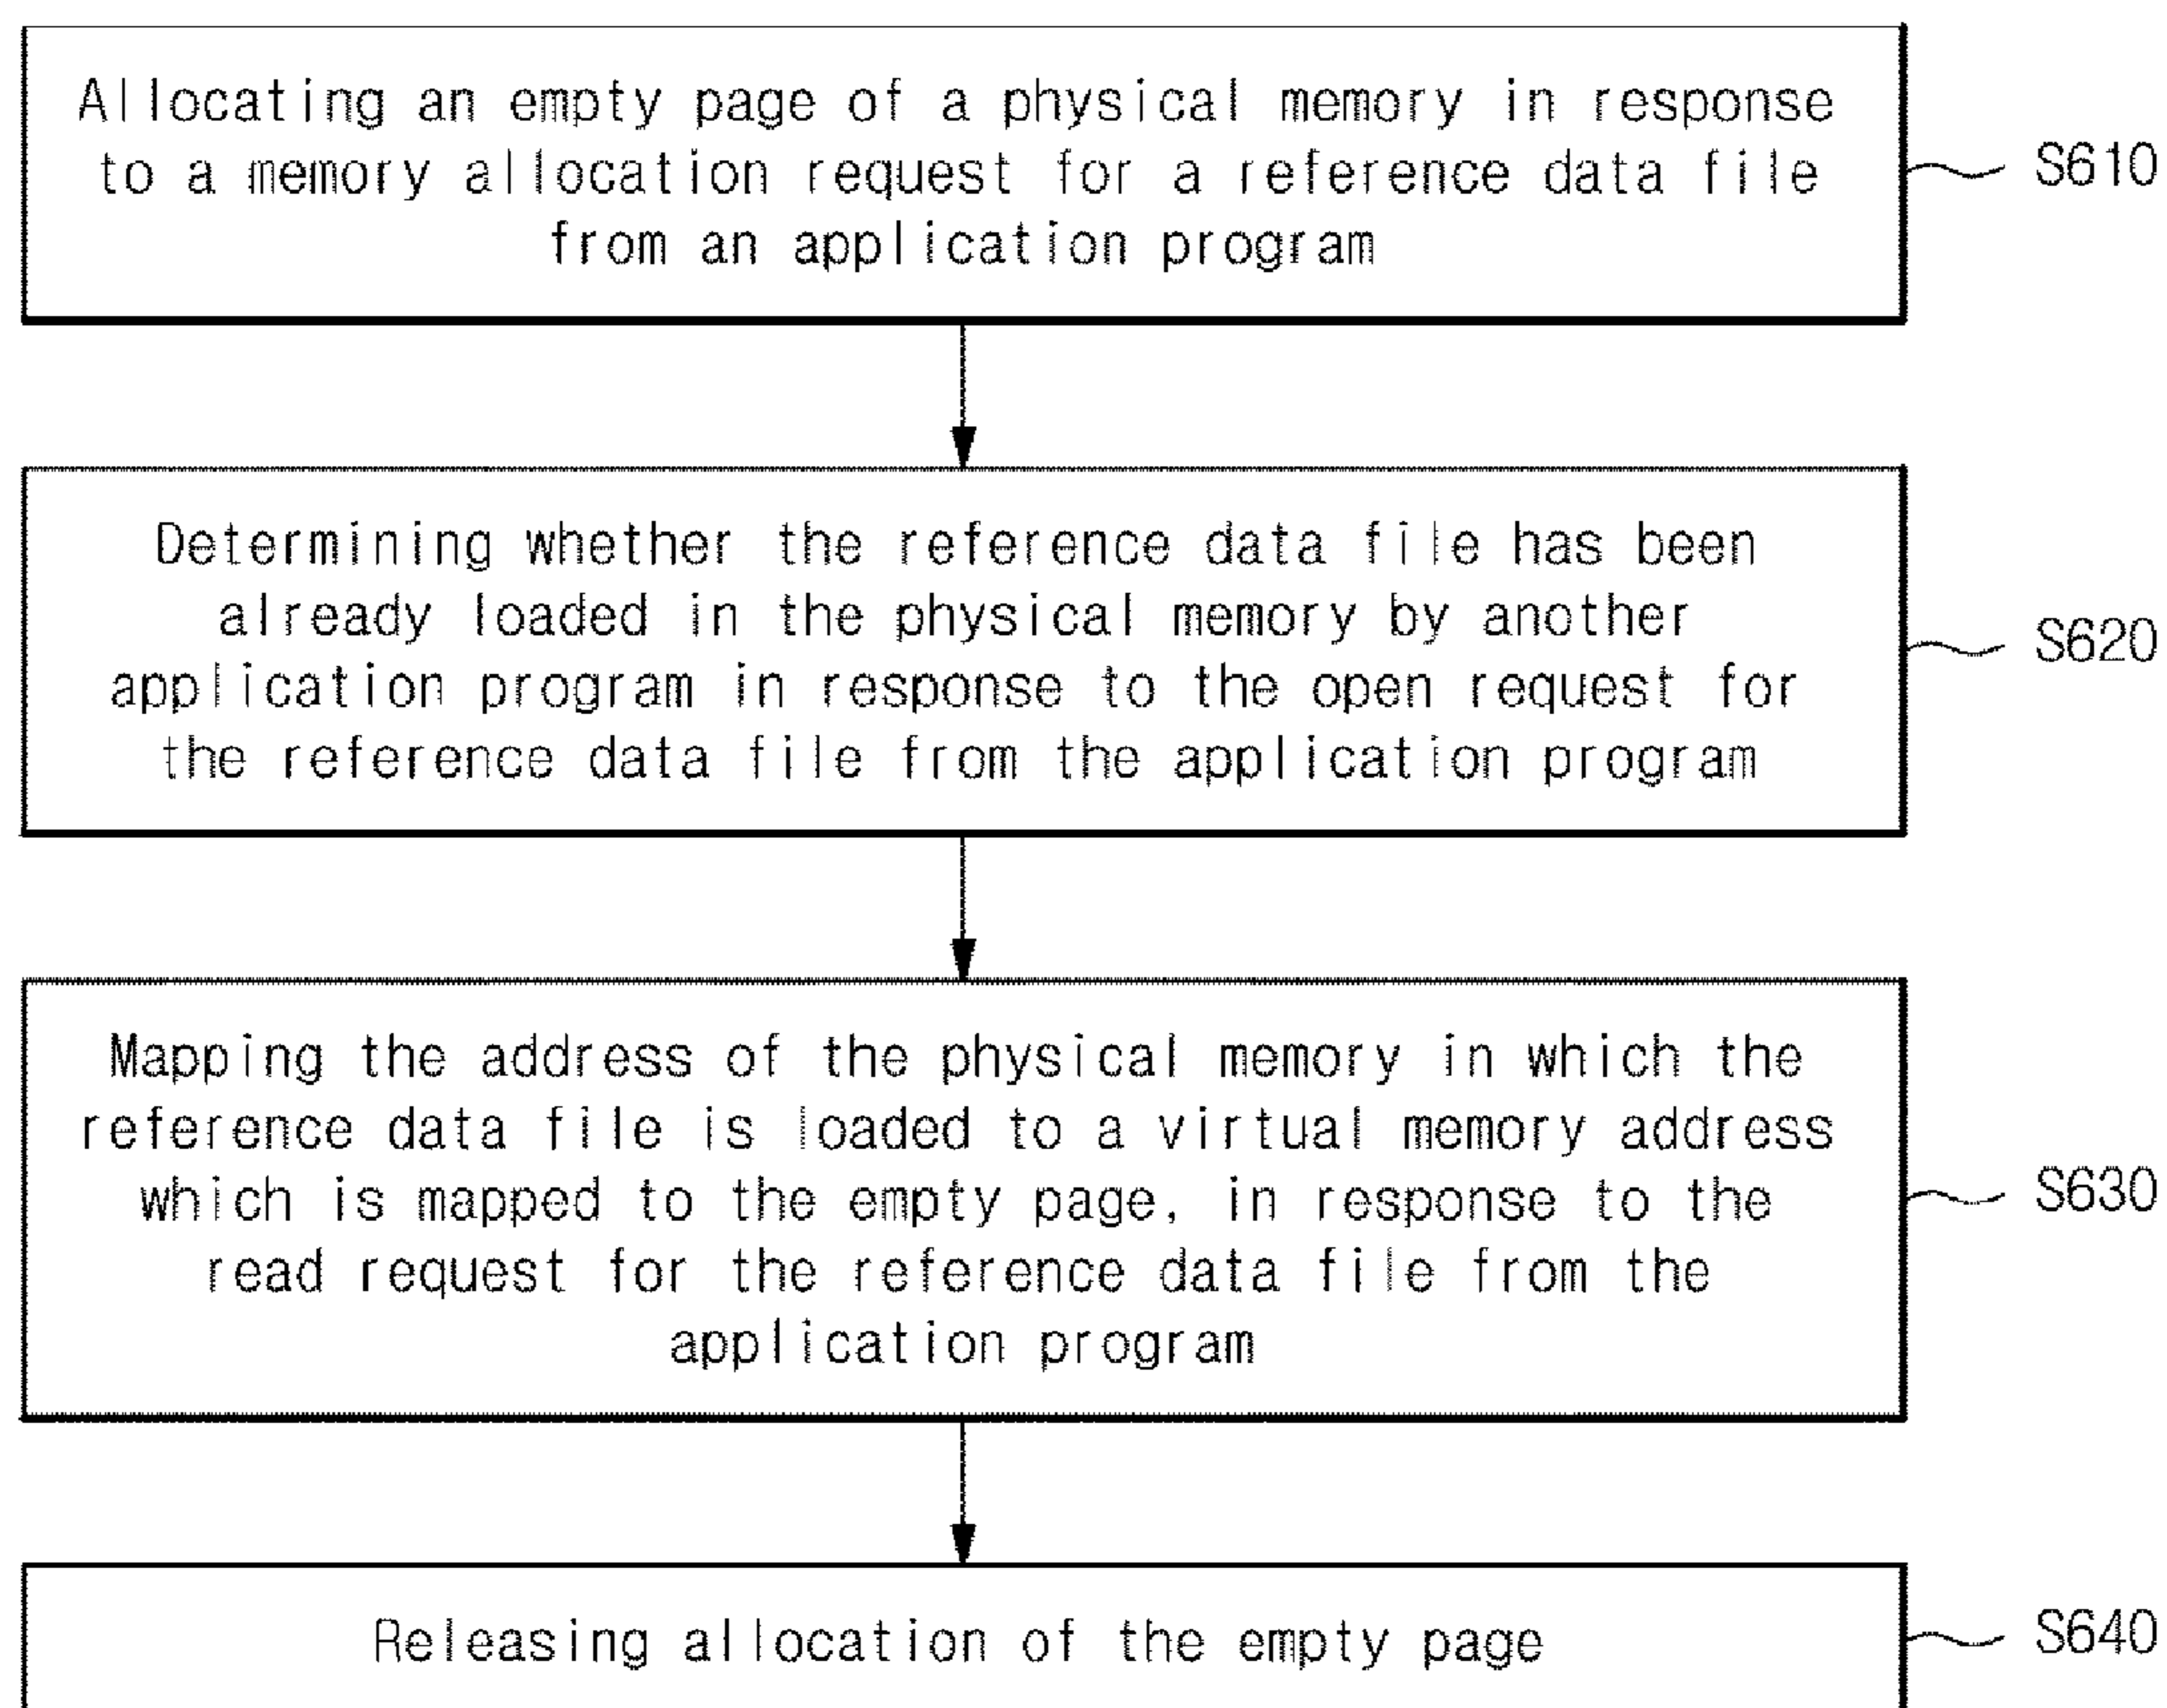 Allocating an empty page of a physical memory in response
to a memory allocation request for a reference data file
from an application program
S610
Determining whether the reference data file has been
already loaded in the physical memory by another
application program in response to the open request for
the reference data file from the application program
S620
Mapping the address of the physical memory in which the
reference data file is loaded to a virtual memory address
which is mapped to the empty page, in response to the
read request for the reference data file from the
application program
S630
Releasing allocation of the empty page
S640